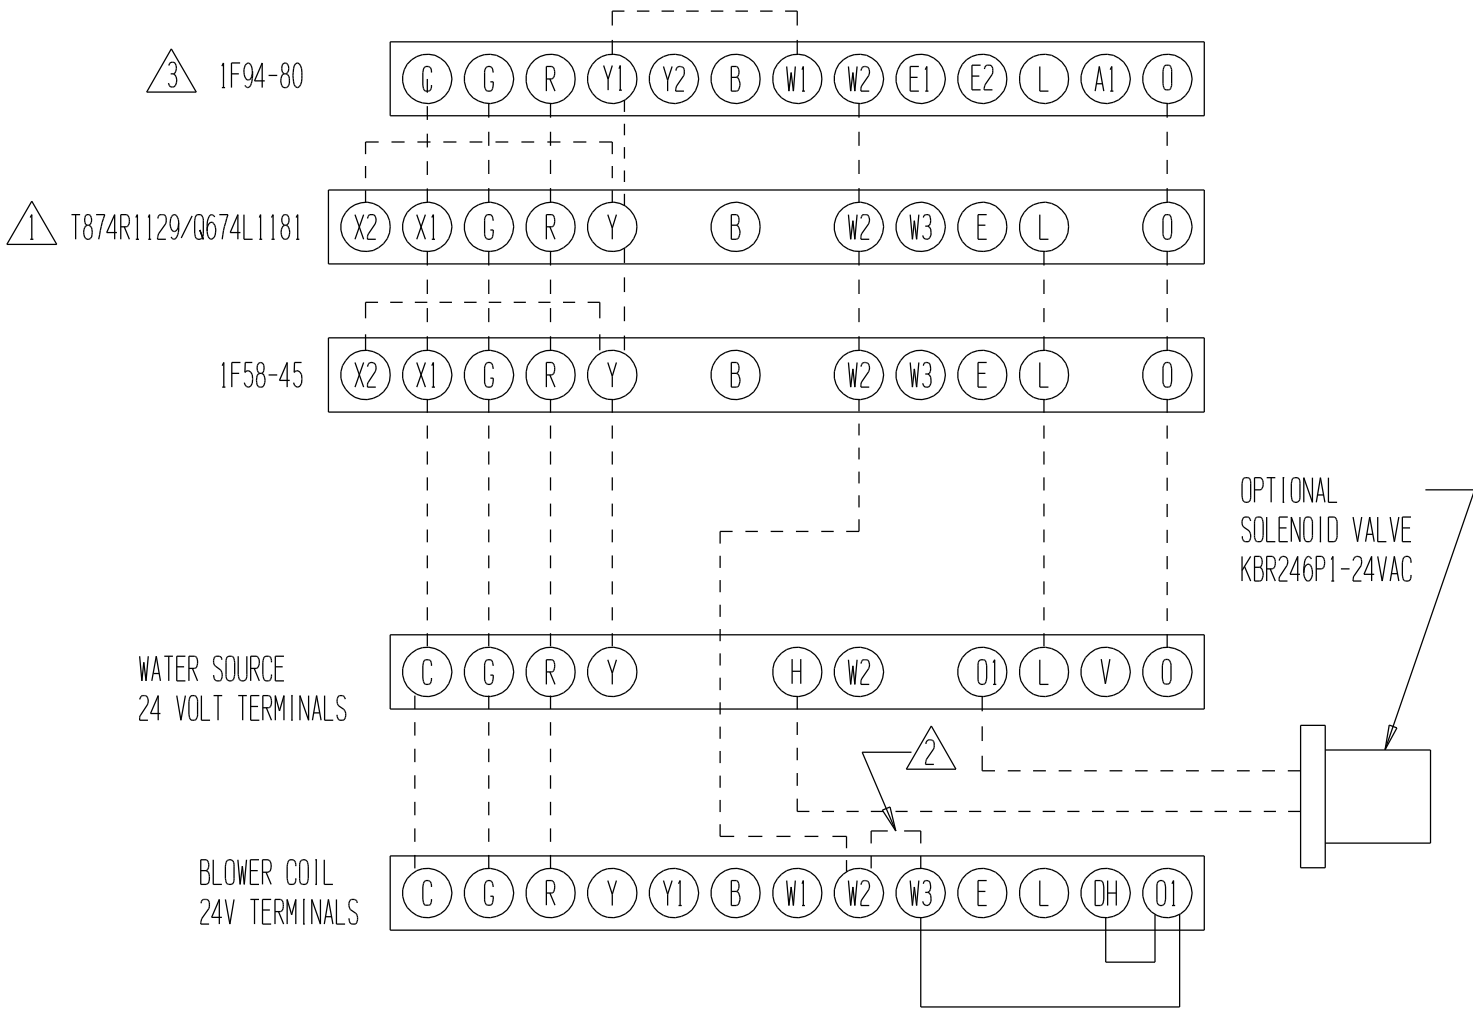 3 1F94-80 C G R Y1 Y2 B W1 W2 E1 E2 L A1 O
1 T874R1129/Q674L1181 X2 X1 G R Y B W2 W3 E L O
1F58-45 X2 X1 G R Y B W2 W3 E L O
OPTIONAL
SOLENOID VALVE
KBR246P1-24VAC
WATER SOURCE
24 VOLT TERMINALS
C G R Y H W2 O1 L V O
2
BLOWER COIL
24V TERMINALS
C G R Y Y1 B W1 W2 W3 E L DH O1